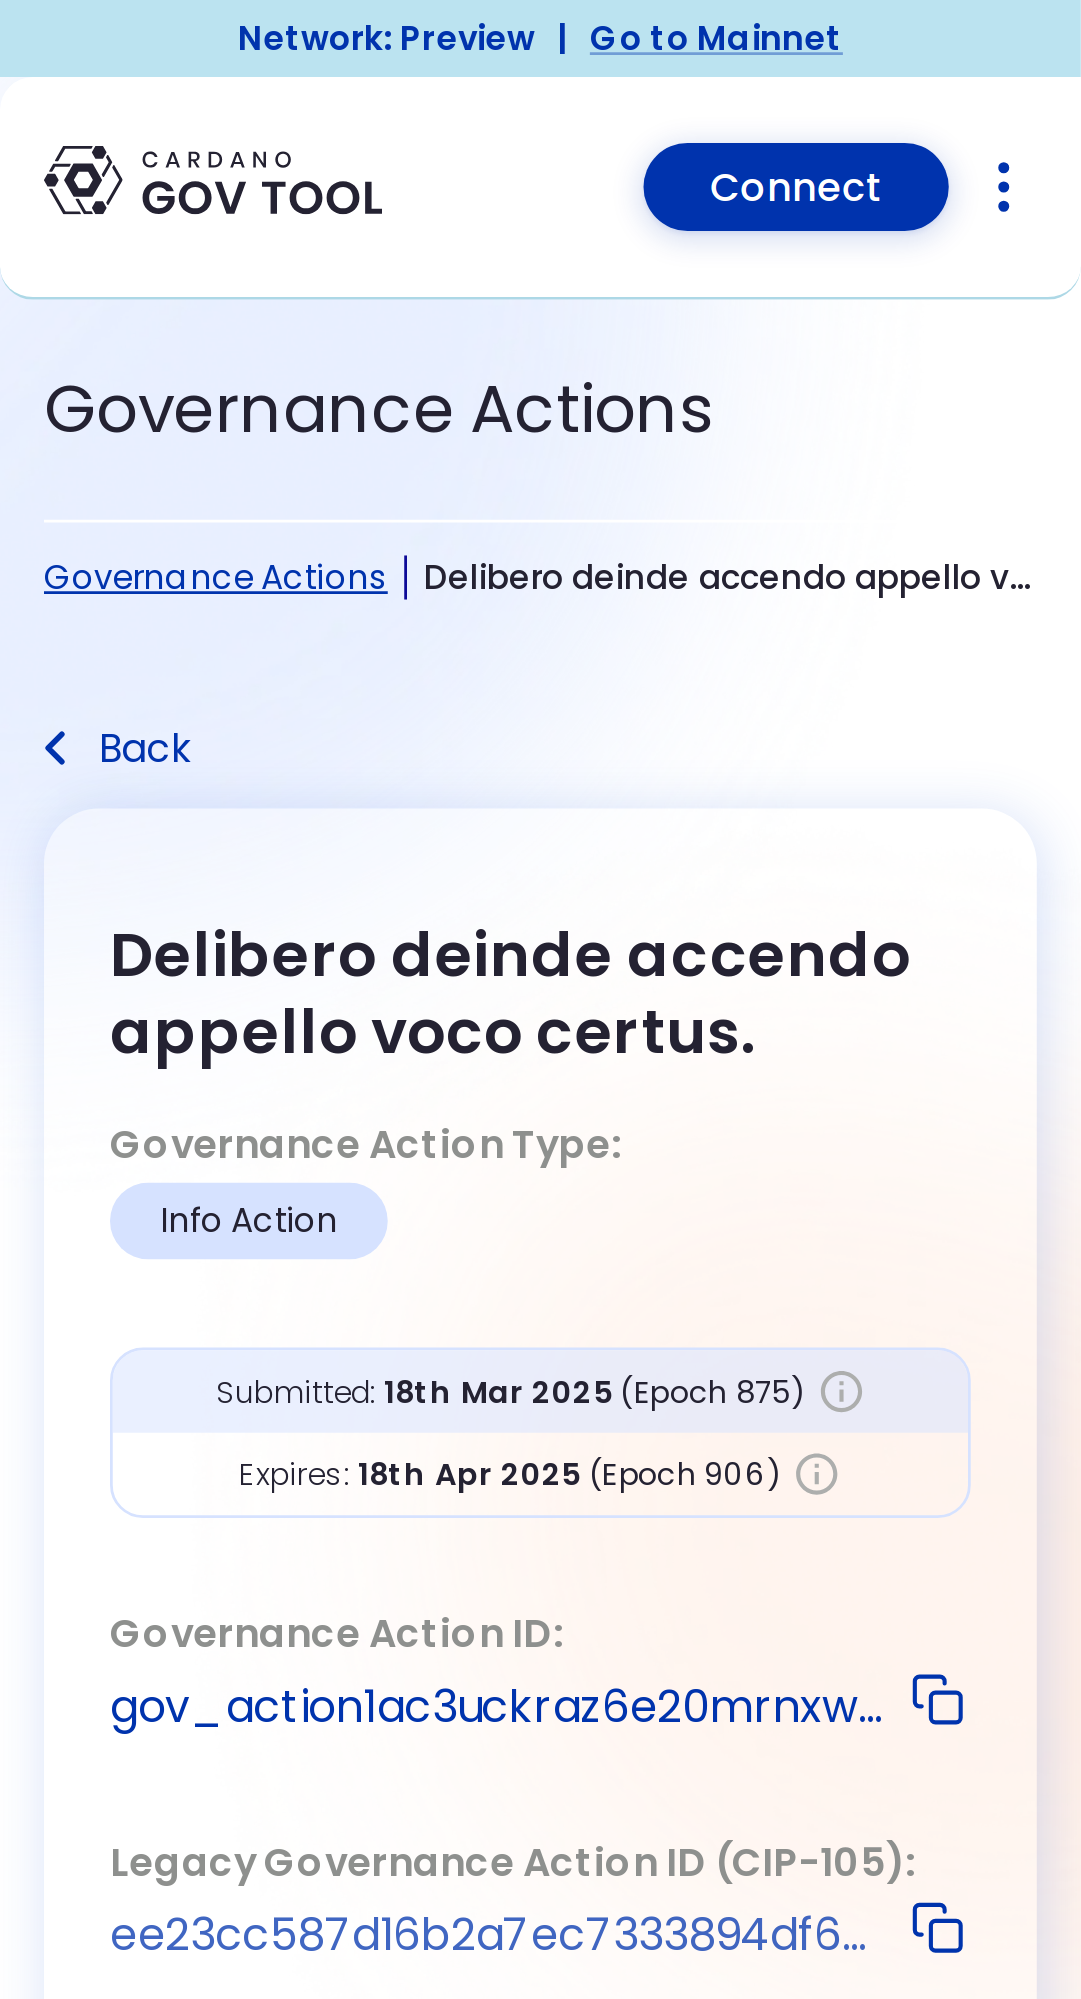 Network: Preview | Go to Mainnet
CARDANO
GOV TOOL
Connect
Governance Actions
Governance Actions | Delibero deinde accendo appello v...
Back
Delibero deinde accendo
appello voco certus.
Governance Action Type:
Info Action
Submitted: 18th Mar 2025 (Epoch 875)
Expires: 18th Apr 2025 (Epoch 906)
Governance Action ID:
gov_action1ac3uckraz6e20mrnxw...
Legacy Governance Action ID (CIP-105):
ee23cc587d16b2a7ec7333894df6...